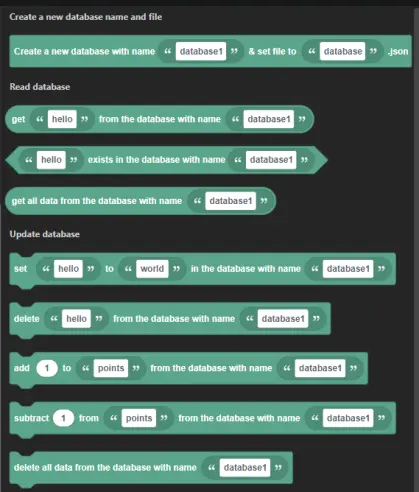 Create a new database name and file
Create a new database with name “ database1 ” & set file to “ database ” .json
Read database
get “ hello ” from the database with name “ database1 ”
“ hello ” exists in the database with name “ database1 ”
get all data from the database with name “ database1 ”
Update database
set “ hello ” to “ world ” in the database with name “ database1 ”
delete “ hello ” from the database with name “ database1 ”
add 1 to “ points ” from the database with name “ database1 ”
subtract 1 from “ points ” from the database with name “ database1 ”
delete all data from the database with name “ database1 ”